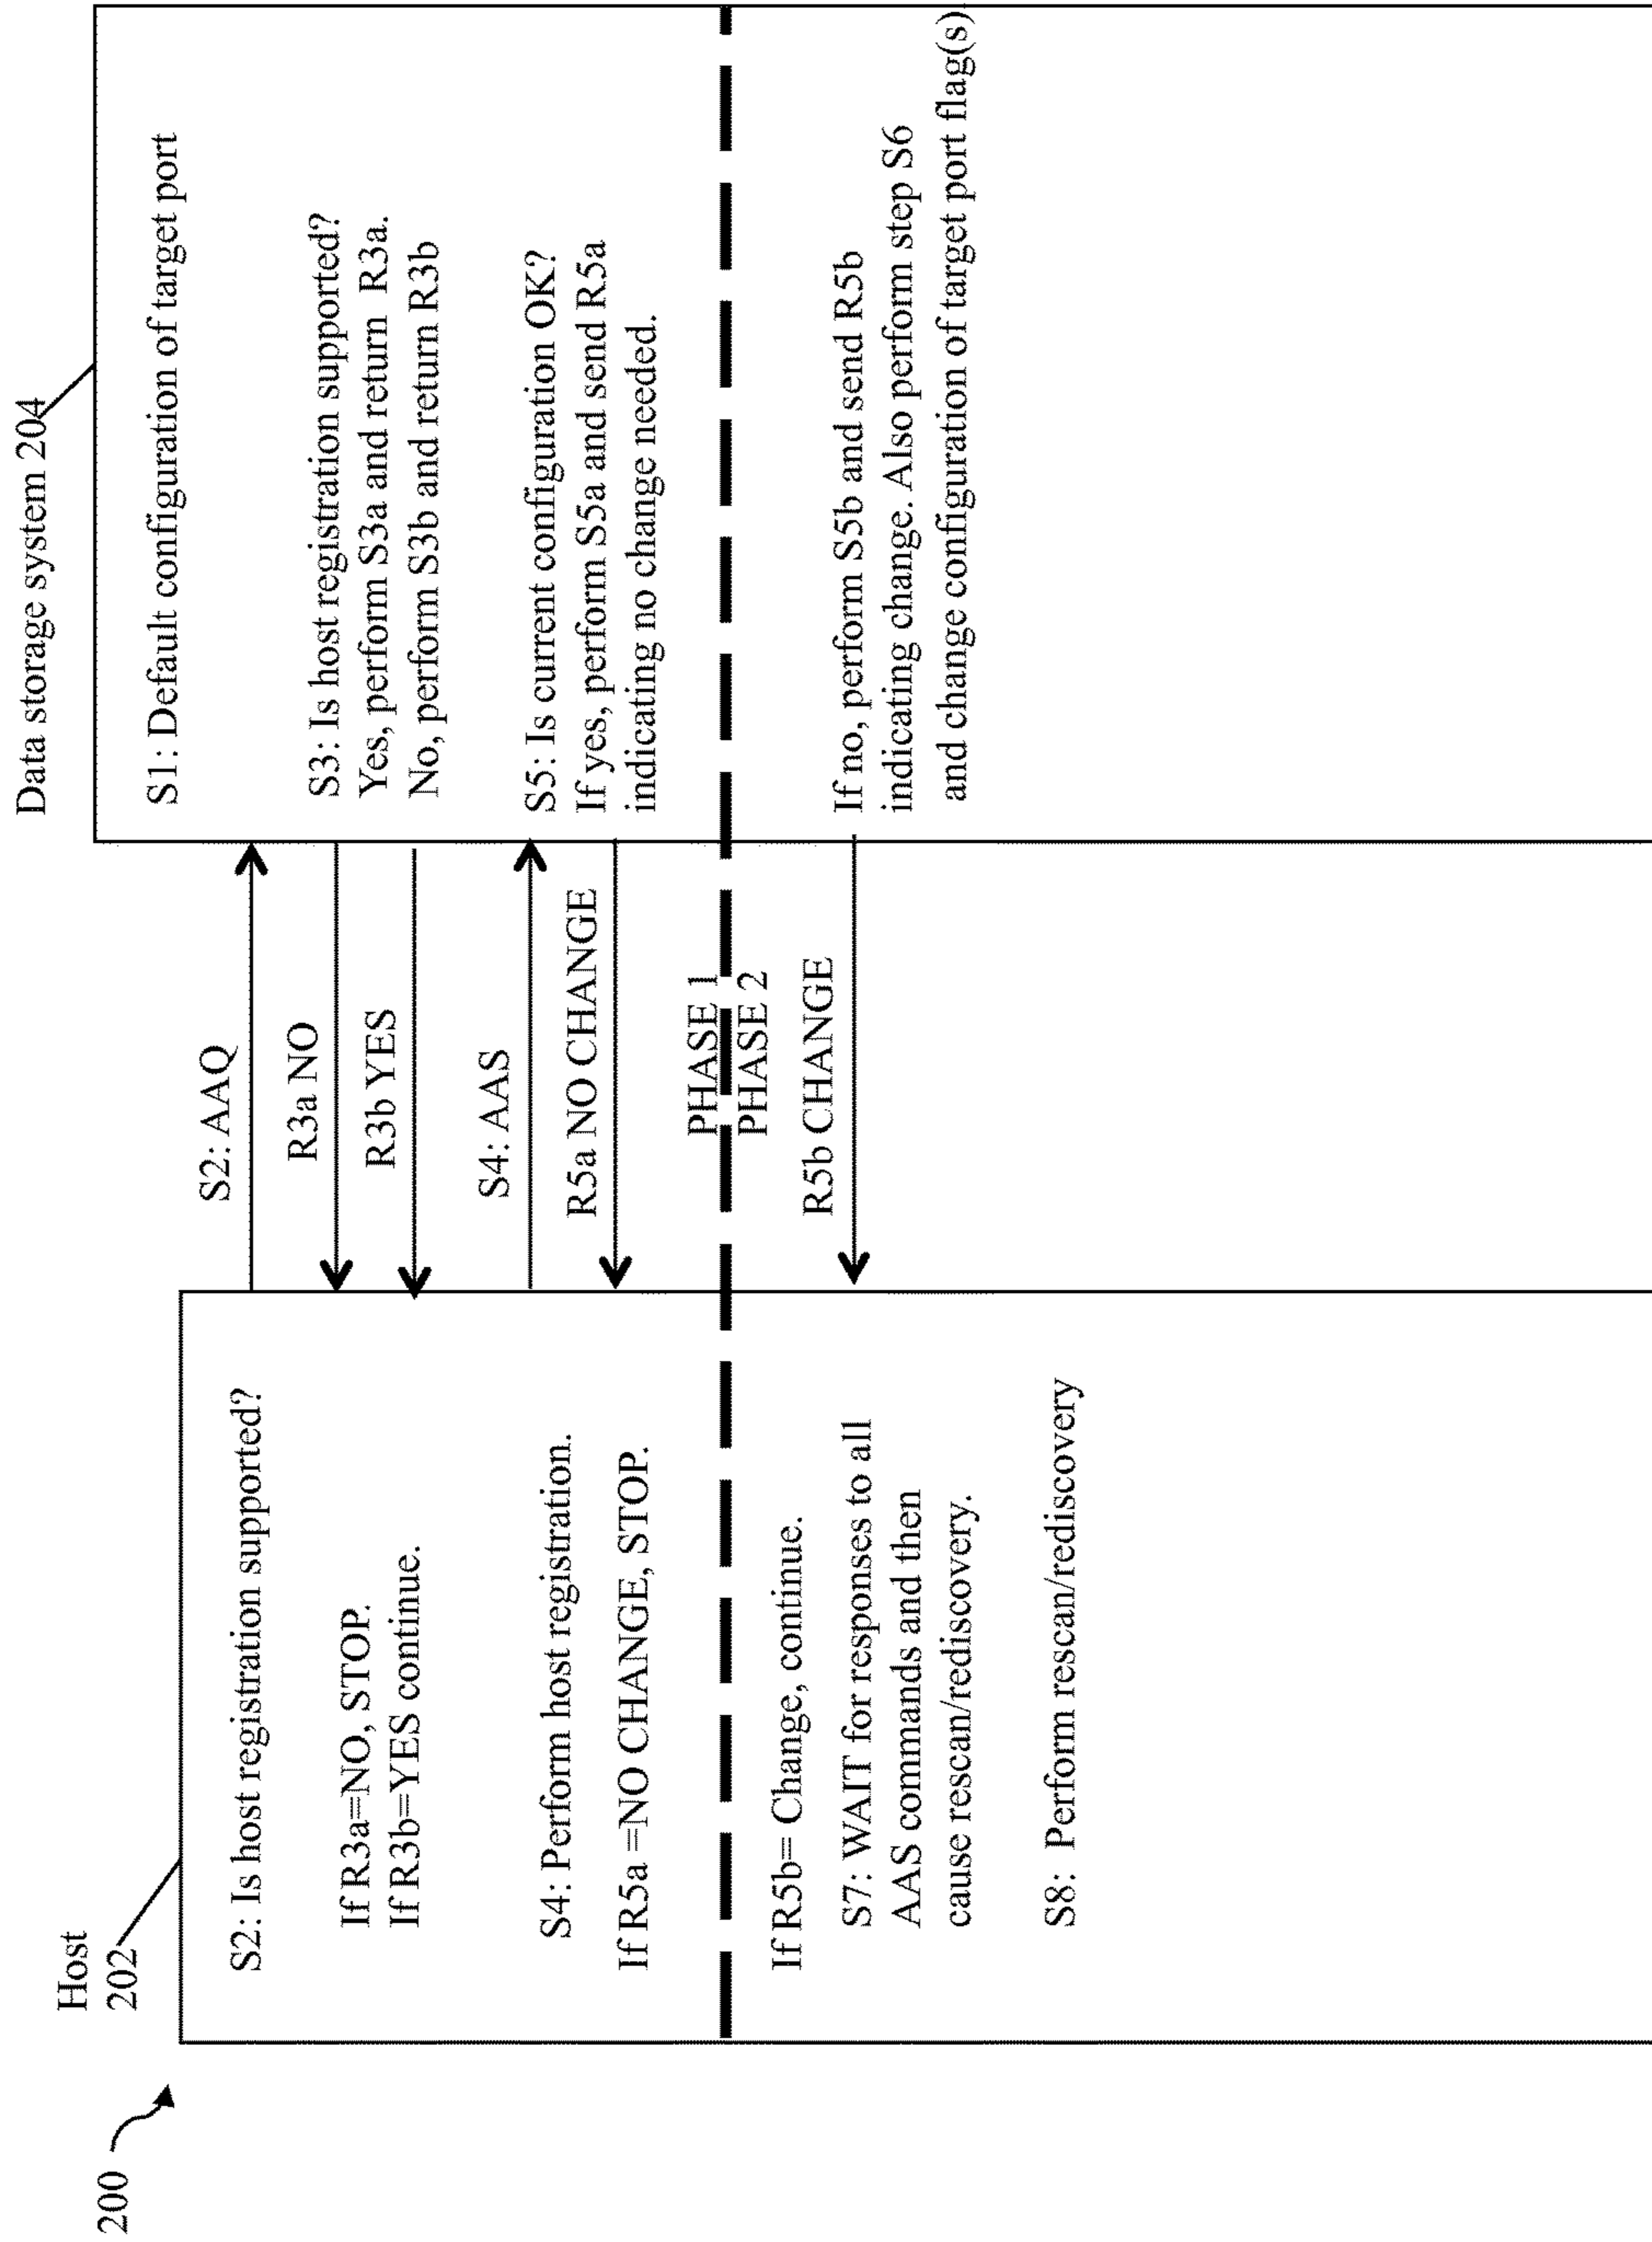 200
Host
202
S2: Is host registration supported?
If R3a=NO, STOP.
If R3b=YES continue.
S4: Perform host registration.
If R5a =NO CHANGE, STOP.
If R5b= Change, continue.
S7: WAIT for responses to all
AAS commands and then
cause rescan/rediscovery.
S8: Perform rescan/rediscovery
S2: AAQ
R3a NO
R3b YES
S4: AAS
R5a NO CHANGE
PHASE 1
PHASE 2
R5b CHANGE
Data storage system 204
S1: Default configuration of target port
S3: Is host registration supported?
Yes, perform S3a and return R3a.
No, perform S3b and return R3b
S5: Is current configuration OK?
If yes, perform S5a and send R5a
indicating no change needed.
If no, perform S5b and send R5b
indicating change. Also perform step S6
and change configuration of target port flag(s)